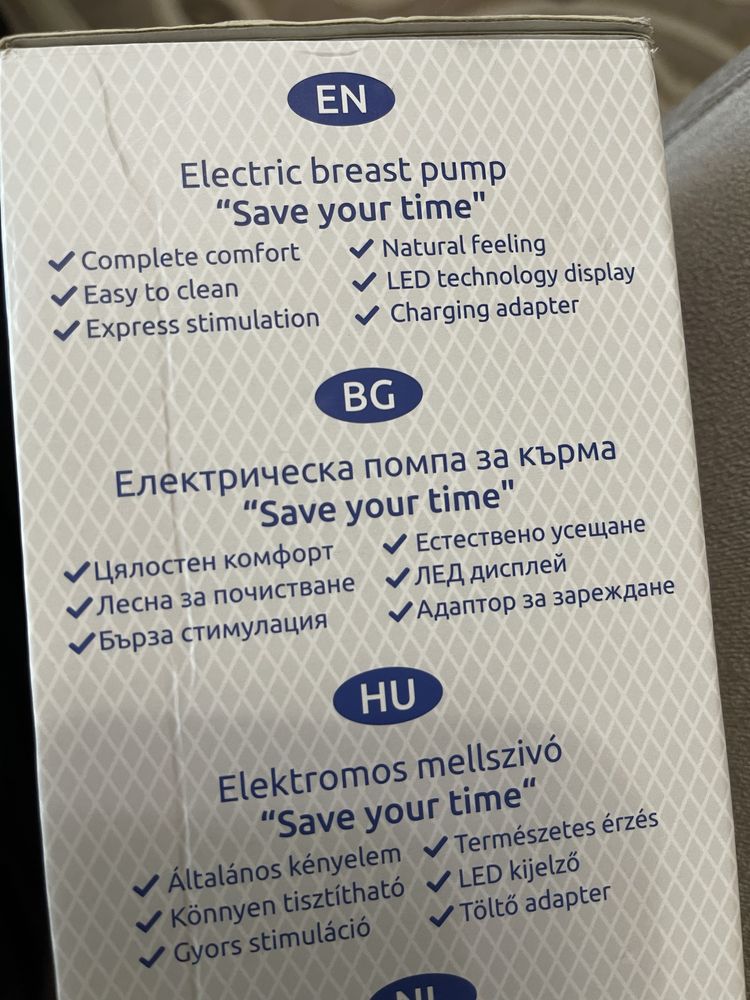 EN
Electric breast pump
“Save your time"
Complete comfort
Easy to clean
Express stimulation
Natural feeling
LED technology display
Charging adapter
BG
Електрическа помпа за кърма
“Save your time"
Цялостен комфорт
Лесна за почистване
Бърза стимулация
Естествено усещане
ЛЕД дисплей
Адаптор за зареждане
HU
Elektromos mellszivó
“Save your time“
Általános kényelem
Könnyen tisztítható
Gyors stimuláció
Természetes érzés
LED kijelző
Töltő adapter